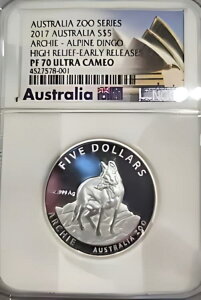 AUSTRALIA ZOO SERIES
2017 AUSTRALIA S$5
ARCHIE - ALPINE DINGO
HIGH RELIEF-EARLY RELEASES
PF 70 ULTRA CAMEO
4527578-001
Australia
FIVE DOLLARS
.999 Ag
ARCHIE
AUSTRALIA ZOO